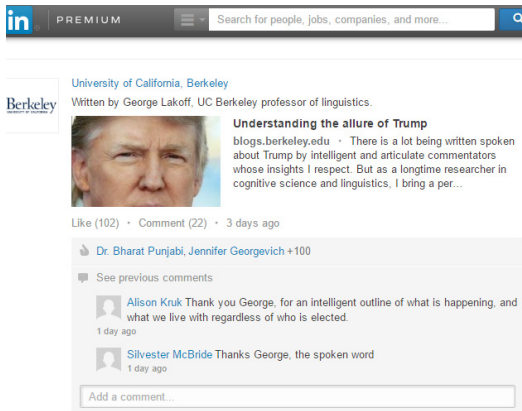 in PREMIUM Search for people, jobs, companies, and more...
University of California, Berkeley
Berkeley
Written by George Lakoff, UC Berkeley professor of linguistics.
Understanding the allure of Trump
blogs.berkeley.edu • There is a lot being written spoken
about Trump by intelligent and articulate commentators
whose insights I respect. But as a longtime researcher in
cognitive science and linguistics, I bring a per...
Like (102) • Comment (22) • 3 days ago
Dr. Bharat Punjabi, Jennifer Georgevich +100
See previous comments
Alison Kruk Thank you George, for an intelligent outline of what is happening, and
what we live with regardless of who is elected.
1 day ago
Silvester McBride Thanks George, the spoken word
1 day ago
Add a comment...